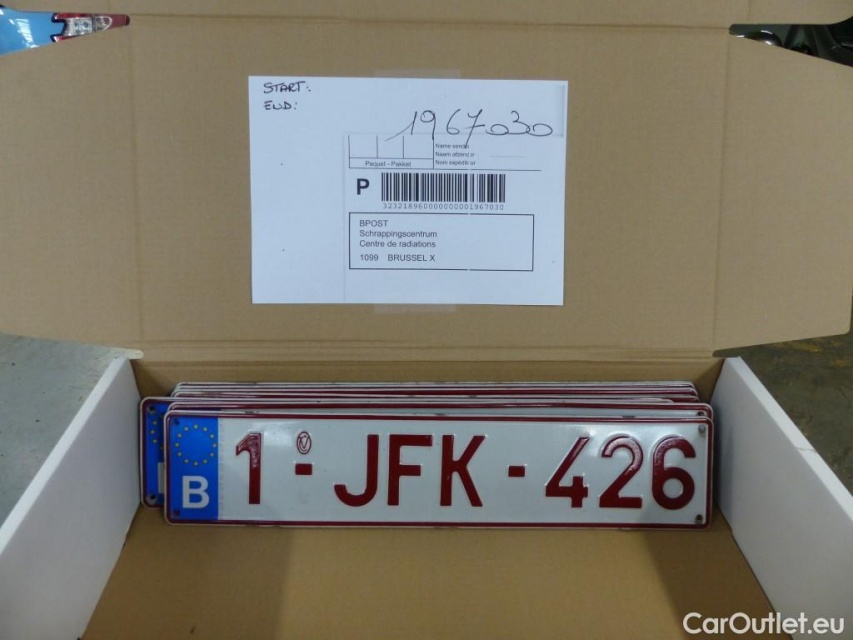 START:
END:
1967030
Paquet - Pakket
P
323218960000000001967030
BPOST
Schrappingscentrum
Centre de radiations
1099 BRUSSEL X
B 1-JFK-426
CarOutlet.eu